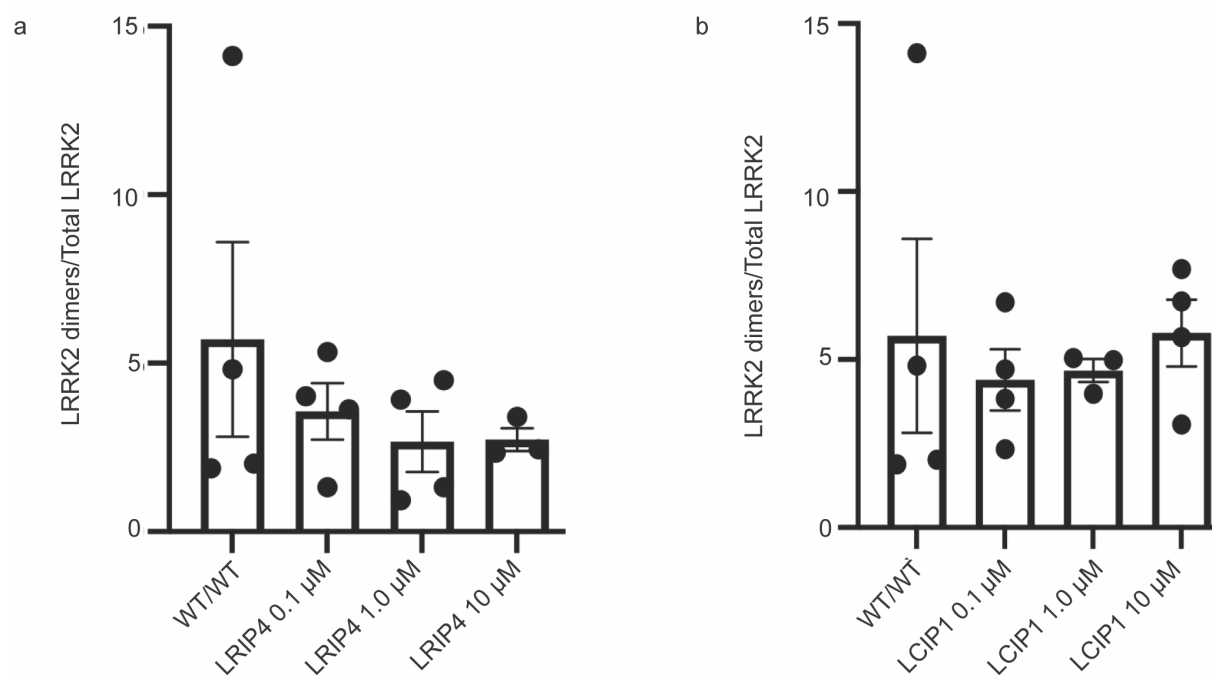 a
LRRK2 dimers/Total LRRK2
15
10
5
0
WT/WT
LRIP4 0.1 µM
LRIP4 1.0 µM
LRIP4 10 µM
b
LRRK2 dimers/Total LRRK2
15
10
5
0
WT/WT
LCIP1 0.1 µM
LCIP1 1.0 µM
LCIP1 10 µM